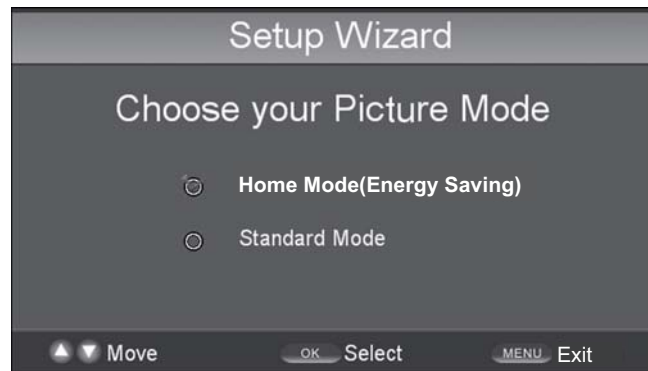 Setup Wizard
Choose your Picture Mode
Home Mode(Energy Saving)
Standard Mode
Move OK Select MENU Exit